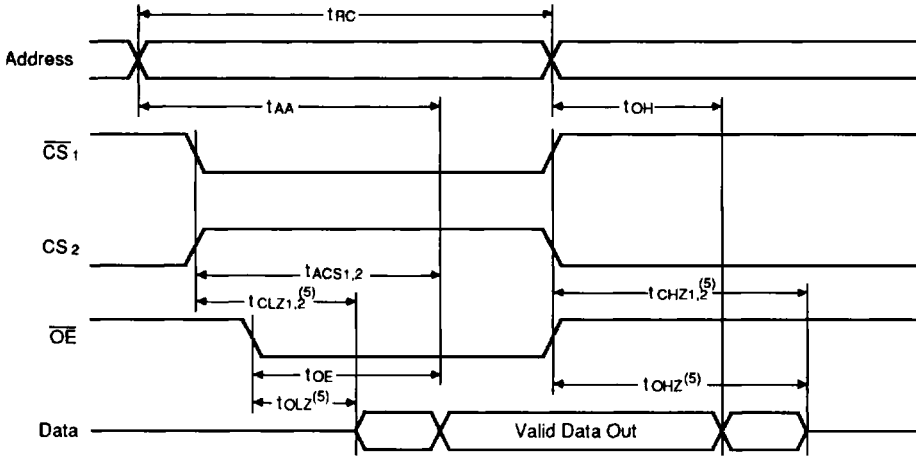 tRC
Address
tAA
tOH
CS1
CS2
tACS1,2
tCLZ1,2(5)
tCHZ1,2(5)
OE
tOE
tOHZ(5)
tOLZ(5)
Data
Valid Data Out